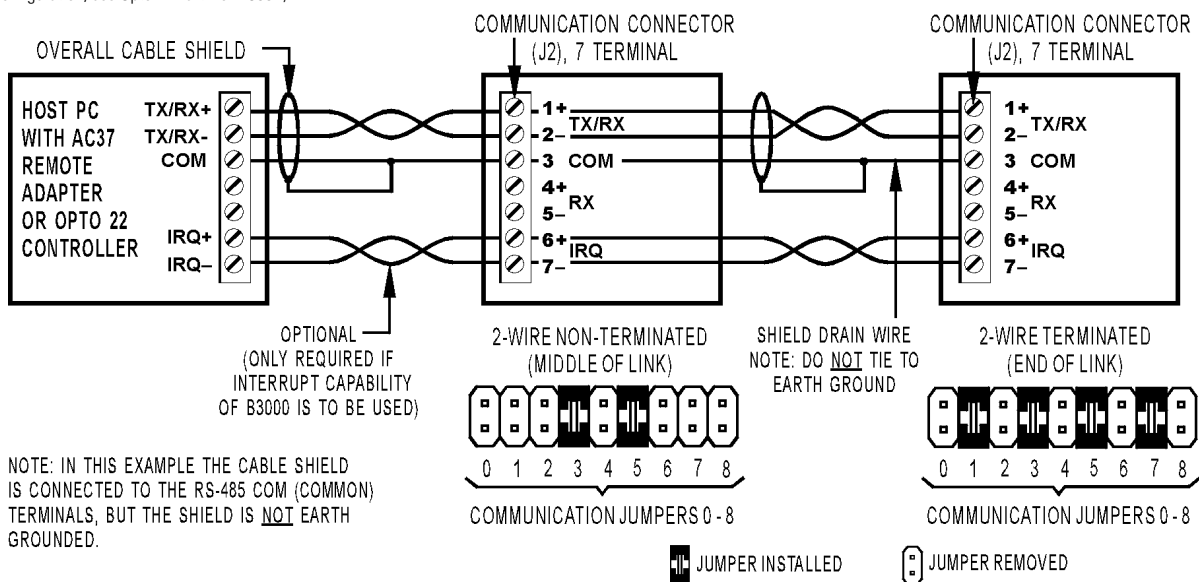 COMMUNICATION CONNECTOR
(J2), 7 TERMINAL
COMMUNICATION CONNECTOR
(J2), 7 TERMINAL
OVERALL CABLE SHIELD
HOST PC
WITH AC37
REMOTE
ADAPTER
OR OPTO 22
CONTROLLER
TX/RX+
TX/RX-
COM
IRQ+
IRQ–
1+
2–
TX/RX
3 COM
4+
5–
RX
6+
7–
IRQ
1+
2–
TX/RX
3 COM
4+
5–
RX
6+
7–
IRQ
OPTIONAL
(ONLY REQUIRED IF
INTERRUPT CAPABILITY
OF B3000 IS TO BE USED)
2-WIRE NON-TERMINATED
(MIDDLE OF LINK)
SHIELD DRAIN WIRE
NOTE: DO NOT TIE TO
EARTH GROUND
2-WIRE TERMINATED
(END OF LINK)
0 1 2 3 4 5 6 7 8
COMMUNICATION JUMPERS 0 - 8
0 1 2 3 4 5 6 7 8
COMMUNICATION JUMPERS 0 - 8
NOTE: IN THIS EXAMPLE THE CABLE SHIELD
IS CONNECTED TO THE RS-485 COM (COMMON)
TERMINALS, BUT THE SHIELD IS NOT EARTH
GROUNDED.
JUMPER INSTALLED
JUMPER REMOVED